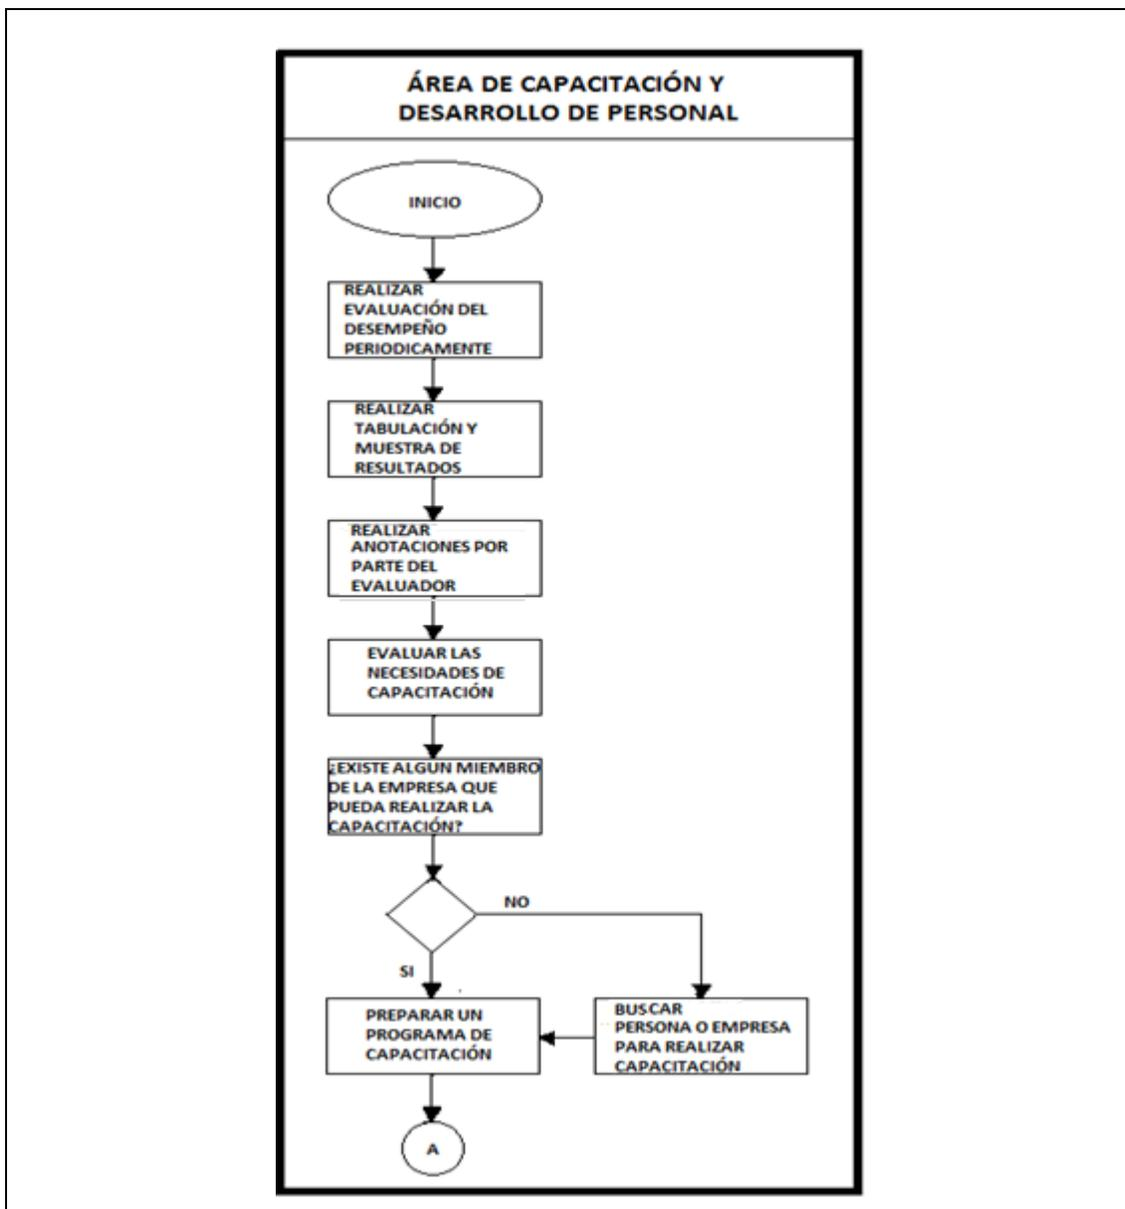 ÁREA DE CAPACITACIÓN Y
DESARROLLO DE PERSONAL
INICIO
REALIZAR
EVALUACIÓN DEL
DESEMPEÑO
PERIODICAMENTE
REALIZAR
TABULACIÓN Y
MUESTRA DE
RESULTADOS
REALIZAR
ANOTACIONES POR
PARTE DEL
EVALUADOR
EVALUAR LAS
NECESIDADES DE
CAPACITACIÓN
¿EXISTE ALGUN MIEMBRO
DE LA EMPRESA QUE
PUEDA REALIZAR LA
CAPACITACIÓN?
NO
SI
PREPARAR UN
PROGRAMA DE
CAPACITACIÓN
BUSCAR
PERSONA O EMPRESA
PARA REALIZAR
CAPACITACIÓN
A